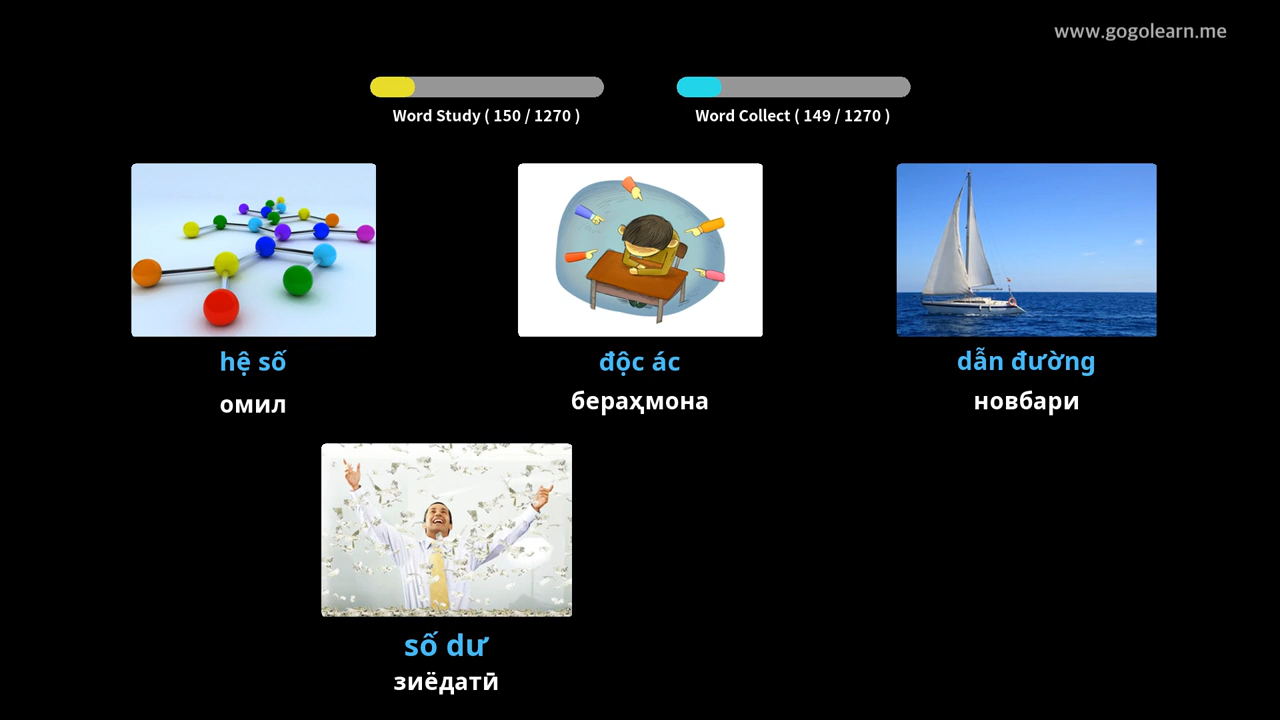 www.gogolearn.me
Word Study ( 150 / 1270 )
Word Collect ( 149 / 1270 )
hệ số
омил
độc ác
бераҳмона
dẫn đường
новбари
số dư
зиёдатӣ